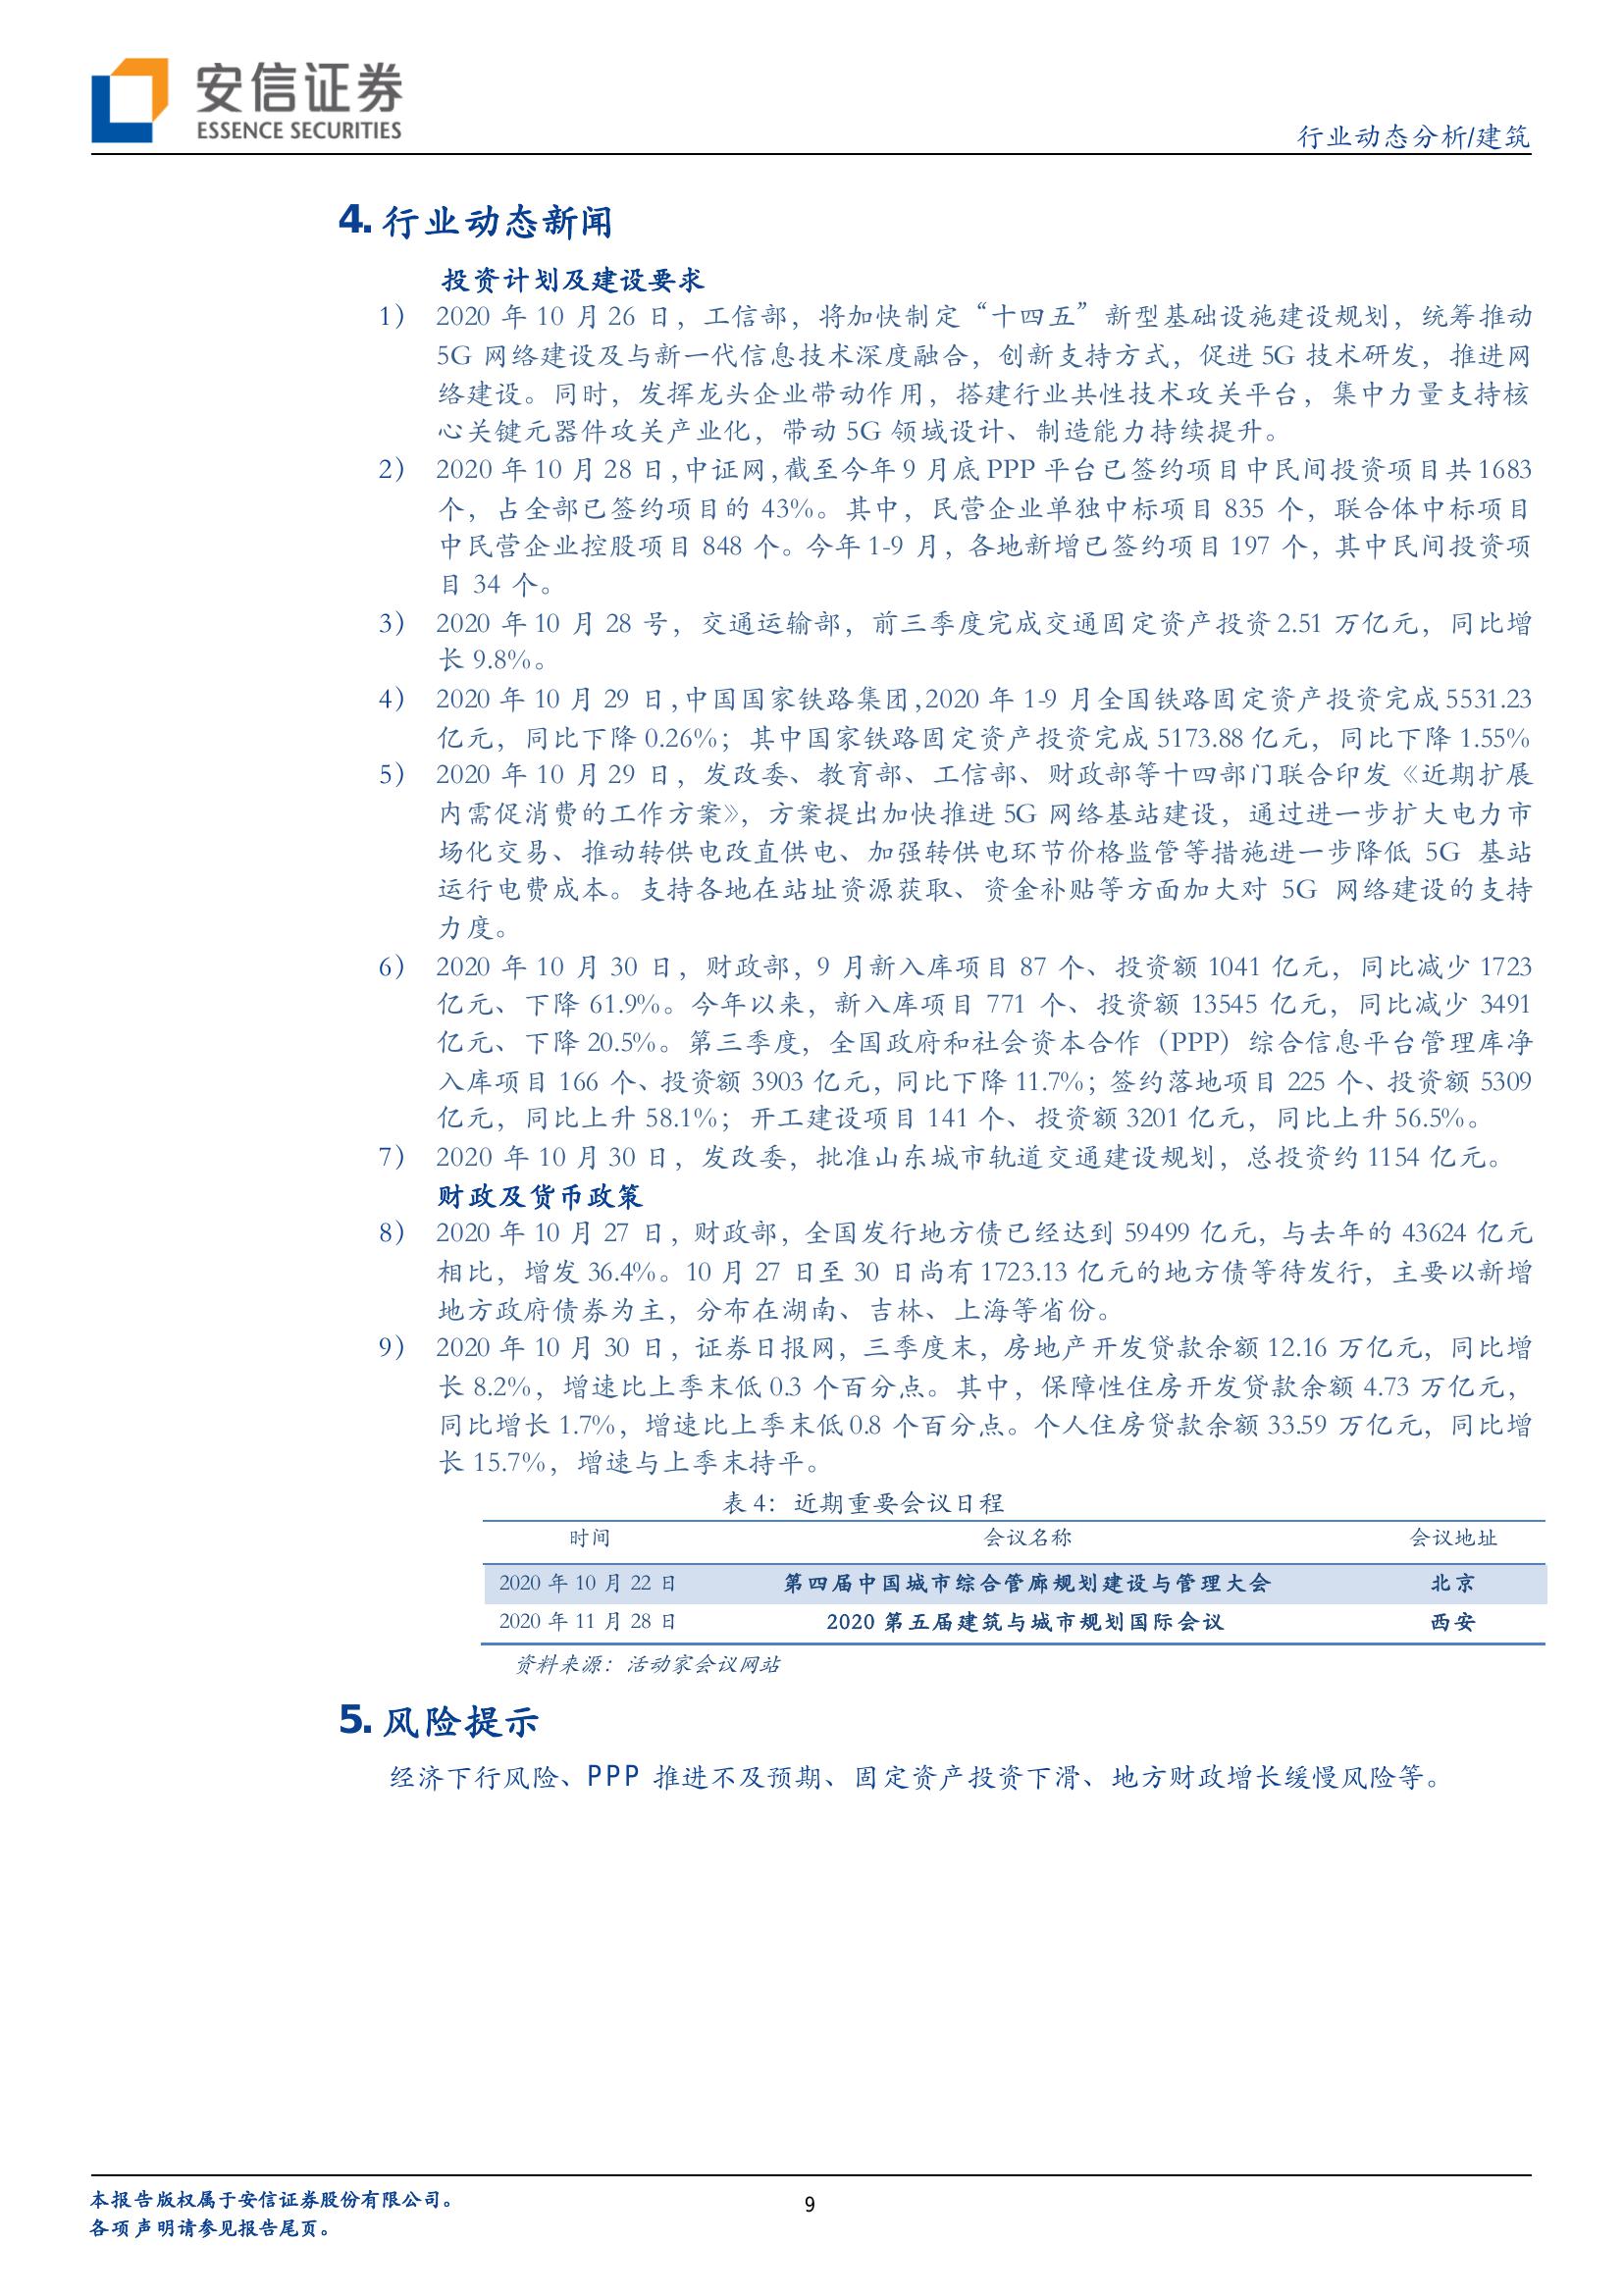 安信证券
ESSENCE SECURITIES
行业动态分析/建筑
4. 行业动态新闻
投资计划及建设要求
1） 2020 年 10 月 26 日，工信部，将加快制定“十四五”新型基础设施建设规划，统筹推动
5G 网络建设及与新一代信息技术深度融合，创新支持方式，促进 5G 技术研发，推进网
络建设。同时，发挥龙头企业带动作用，搭建行业共性技术攻关平台，集中力量支持核
心关键元器件攻关产业化，带动 5G 领域设计、制造能力持续提升。
2） 2020 年 10 月 28 日,中证网,截至今年 9 月底 PPP 平台已签约项目中民间投资项目共 1683
个，占全部已签约项目的 43%。其中，民营企业单独中标项目 835 个，联合体中标项目
中民营企业控股项目 848 个。今年 1-9 月，各地新增已签约项目 197 个，其中民间投资项
目 34 个。
3） 2020 年 10 月 28 号，交通运输部，前三季度完成交通固定资产投资 2.51 万亿元，同比增
长 9.8%。
4） 2020 年 10 月 29 日,中国国家铁路集团,2020 年 1-9 月全国铁路固定资产投资完成 5531.23
亿元，同比下降 0.26%；其中国家铁路固定资产投资完成 5173.88 亿元，同比下降 1.55%
5） 2020 年 10 月 29 日，发改委、教育部、工信部、财政部等十四部门联合印发《近期扩展
内需促消费的工作方案》，方案提出加快推进 5G 网络基站建设，通过进一步扩大电力市
场化交易、推动转供电改直供电、加强转供电环节价格监管等措施进一步降低 5G 基站
运行电费成本。支持各地在站址资源获取、资金补贴等方面加大对 5G 网络建设的支持
力度。
6） 2020 年 10 月 30 日，财政部，9 月新入库项目 87 个、投资额 1041 亿元，同比减少 1723
亿元、下降 61.9%。今年以来，新入库项目 771 个、投资额 13545 亿元，同比减少 3491
亿元、下降 20.5%。第三季度，全国政府和社会资本合作（PPP）综合信息平台管理库净
入库项目 166 个、投资额 3903 亿元，同比下降 11.7%；签约落地项目 225 个、投资额 5309
亿元，同比上升 58.1%；开工建设项目 141 个、投资额 3201 亿元，同比上升 56.5%。
7） 2020 年 10 月 30 日，发改委，批准山东城市轨道交通建设规划，总投资约 1154 亿元。
财政及货币政策
8） 2020 年 10 月 27 日，财政部，全国发行地方债已经达到 59499 亿元，与去年的 43624 亿元
相比，增发 36.4%。10 月 27 日至 30 日尚有 1723.13 亿元的地方债等待发行，主要以新增
地方政府债券为主，分布在湖南、吉林、上海等省份。
9） 2020 年 10 月 30 日，证券日报网，三季度末，房地产开发贷款余额 12.16 万亿元，同比增
长 8.2%，增速比上季末低 0.3 个百分点。其中，保障性住房开发贷款余额 4.73 万亿元，
同比增长 1.7%，增速比上季末低 0.8 个百分点。个人住房贷款余额 33.59 万亿元，同比增
长 15.7%，增速与上季末持平。
表 4：近期重要会议日程
时间 会议名称 会议地址
2020 年 10 月 22 日 第四届中国城市综合管廊规划建设与管理大会 北京
2020 年 11 月 28 日 2020 第五届建筑与城市规划国际会议 西安
资料来源：活动家会议网站
5. 风险提示
经济下行风险、PPP 推进不及预期、固定资产投资下滑、地方财政增长缓慢风险等。
本报告版权属于安信证券股份有限公司。
各项声明请参见报告尾页。
9